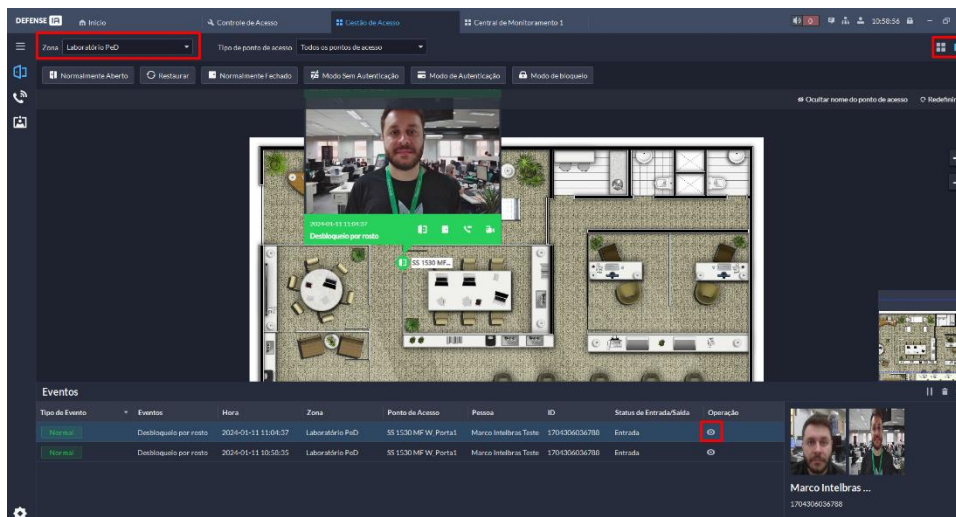 DEFENSE IA
Início
Controle de Acesso
Gestão de Acesso
Central de Monitoramento 1
0
10:58:56
Zona
Laboratório PeD
Tipo de ponto de acesso
Todos os pontos de acesso
Normalmente Aberto
Restaurar
Normalmente Fechado
Modo Sem Autenticação
Modo de Autenticação
Modo de bloqueio
Ocultar nome do ponto de acesso
Redefinir
2024-01-11 11:04:37
Desbloqueio por rosto
SS 1530 MF...
Eventos
Tipo de Evento Eventos Hora Zona Ponto de Acesso Pessoa ID Status de Entrada/Saída Operação
Normal Desbloqueio por rosto 2024-01-11 11:04:37 Laboratório PeD SS 1530 MF W_Porta1 Marco Intelbras Teste 1704306036788 Entrada
Normal Desbloqueio por rosto 2024-01-11 10:58:35 Laboratório PeD SS 1530 MF W_Porta1 Marco Intelbras Teste 1704306036788 Entrada
Marco Intelbras ...
1704306036788